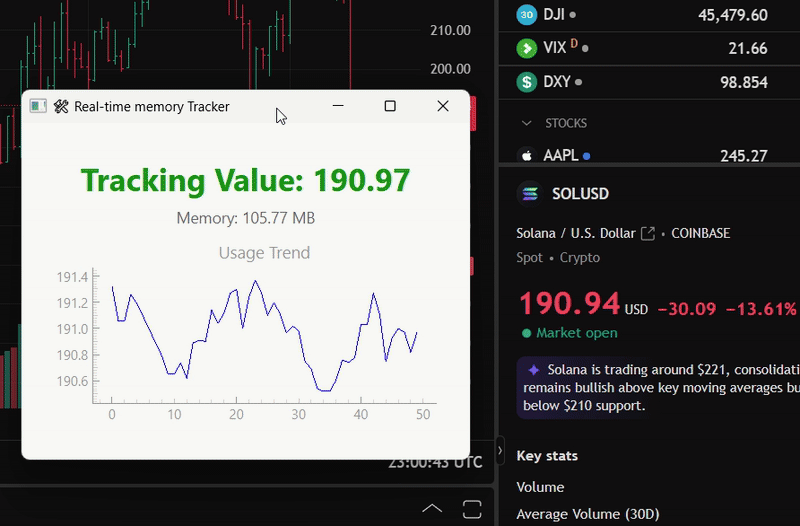 210.00
200.00
Real-time memory Tracker
Tracking Value: 190.97
Memory: 105.77 MB
Usage Trend
191.4
191.2
191.0
190.8
190.6
0 10 20 30 40 50
23:00:43 UTC
30 DJI 45,479.60
VIX D 21.66
$ DXY 98.854
STOCKS
AAPL 245.27
SOLUSD
Solana / U.S. Dollar • COINBASE
Spot • Crypto
190.94 USD −30.09 −13.61%
Market open
Solana is trading around $221, consolidati
remains bullish above key moving averages bu
below $210 support.
Key stats
Volume
Average Volume (30D)